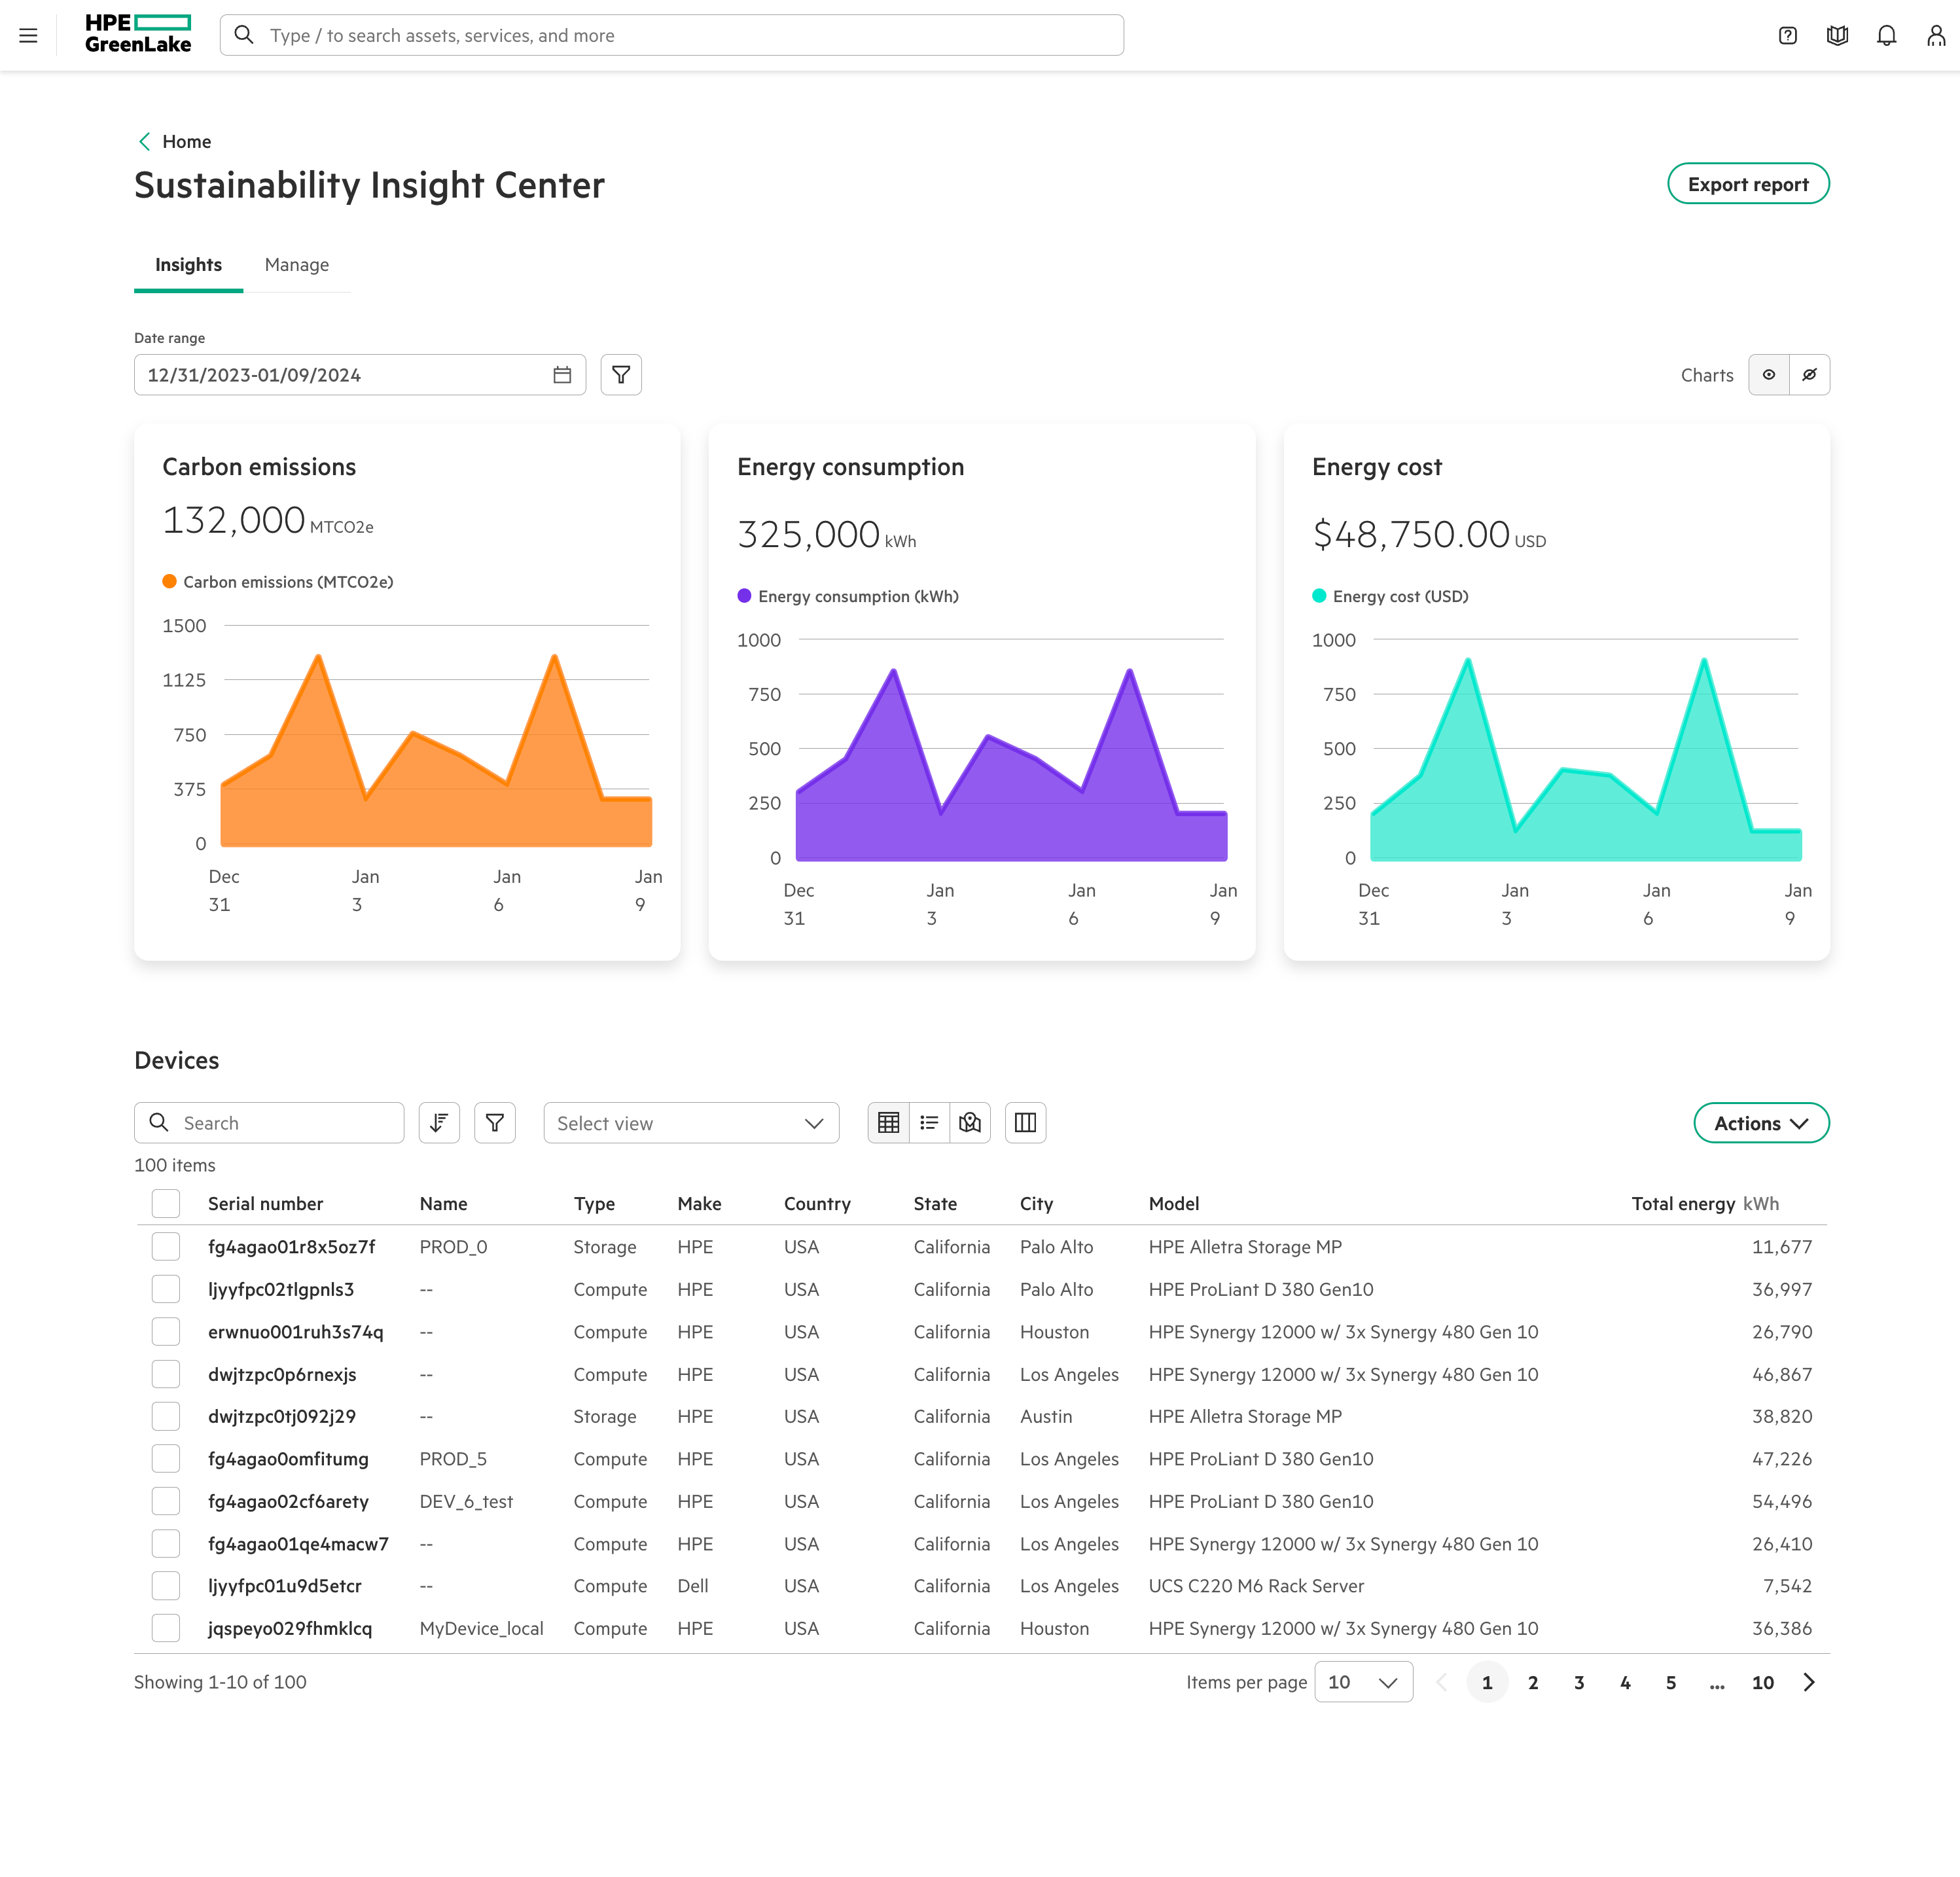 HPE
GreenLake
Type / to search assets, services, and more
Home
Sustainability Insight Center
Export report
Insights Manage
Date range
12/31/2023-01/09/2024
Charts
Carbon emissions
132,000 MTCO2e
Carbon emissions (MTCO2e)
1500
1125
750
375
0
Dec 31 Jan 3 Jan 6 Jan 9
Energy consumption
325,000 kWh
Energy consumption (kWh)
1000
750
500
250
0
Dec 31 Jan 3 Jan 6 Jan 9
Energy cost
$48,750.00 USD
Energy cost (USD)
1000
750
500
250
0
Dec 31 Jan 3 Jan 6 Jan 9
Devices
Search Select view Actions
100 items
Serial number Name Type Make Country State City Model Total energy kWh
fg4agao01r8x5oz7f PROD_0 Storage HPE USA California Palo Alto HPE Alletra Storage MP 11,677
ljyyfpc02tlgpnls3 -- Compute HPE USA California Palo Alto HPE ProLiant D 380 Gen10 36,997
erwnuo001ruh3s74q -- Compute HPE USA California Houston HPE Synergy 12000 w/ 3x Synergy 480 Gen 10 26,790
dwjtzpc0p6rnexjs -- Compute HPE USA California Los Angeles HPE Synergy 12000 w/ 3x Synergy 480 Gen 10 46,867
dwjtzpc0tj092j29 -- Storage HPE USA California Austin HPE Alletra Storage MP 38,820
fg4agao0omfitumg PROD_5 Compute HPE USA California Los Angeles HPE ProLiant D 380 Gen10 47,226
fg4agao02cf6arety DEV_6_test Compute HPE USA California Los Angeles HPE ProLiant D 380 Gen10 54,496
fg4agao01qe4macw7 -- Compute HPE USA California Los Angeles HPE Synergy 12000 w/ 3x Synergy 480 Gen 10 26,410
ljyyfpc01u9d5etcr -- Compute Dell USA California Los Angeles UCS C220 M6 Rack Server 7,542
jqspeyo029fhmklcq MyDevice_local Compute HPE USA California Houston HPE Synergy 12000 w/ 3x Synergy 480 Gen 10 36,386
Showing 1-10 of 100 Items per page 10 1 2 3 4 5 ... 10